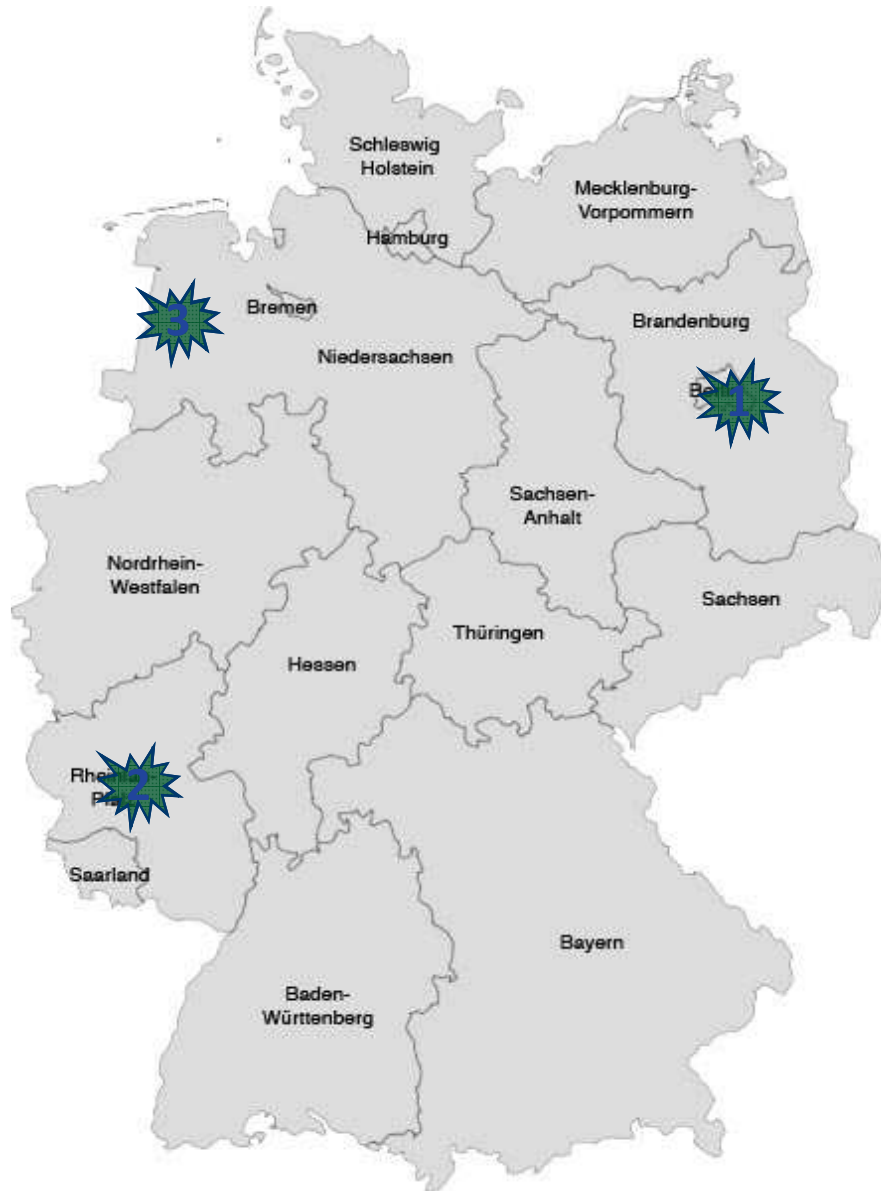 Schleswig
Holstein
Mecklenburg-
Vorpommern
Hamburg
Bremen
3
Brandenburg
Niedersachsen
1
Sachsen-
Anhalt
Nordrhein-
Westfalen
Sachsen
Thüringen
Hessen
2
Saarland
Bayern
Baden-
Württenberg